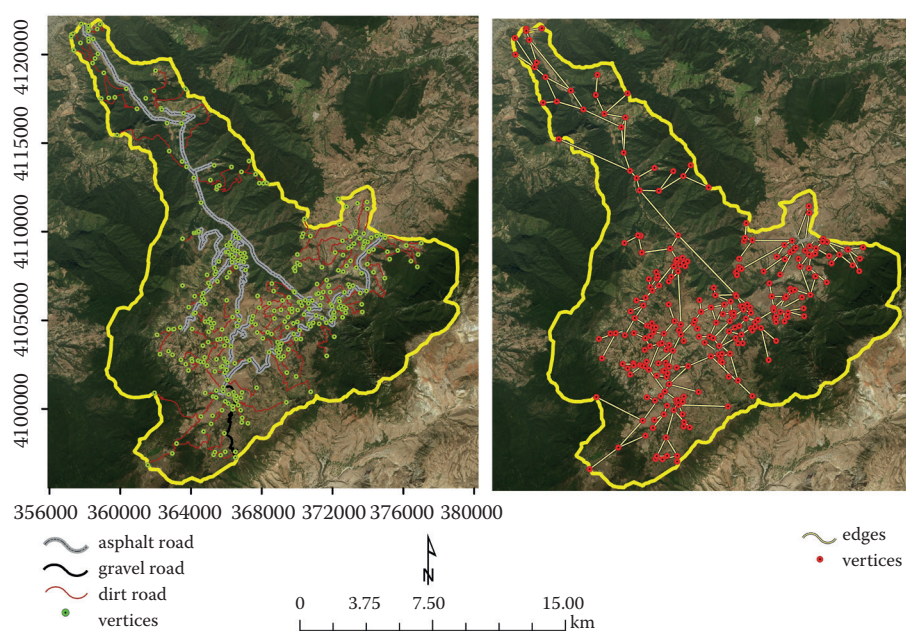 4120000
4115000
4110000
4105000
4100000
356000 360000 364000 368000 372000 376000 380000
asphalt road
gravel road
dirt road
vertices
N
0 3.75 7.50 15.00
km
edges
vertices